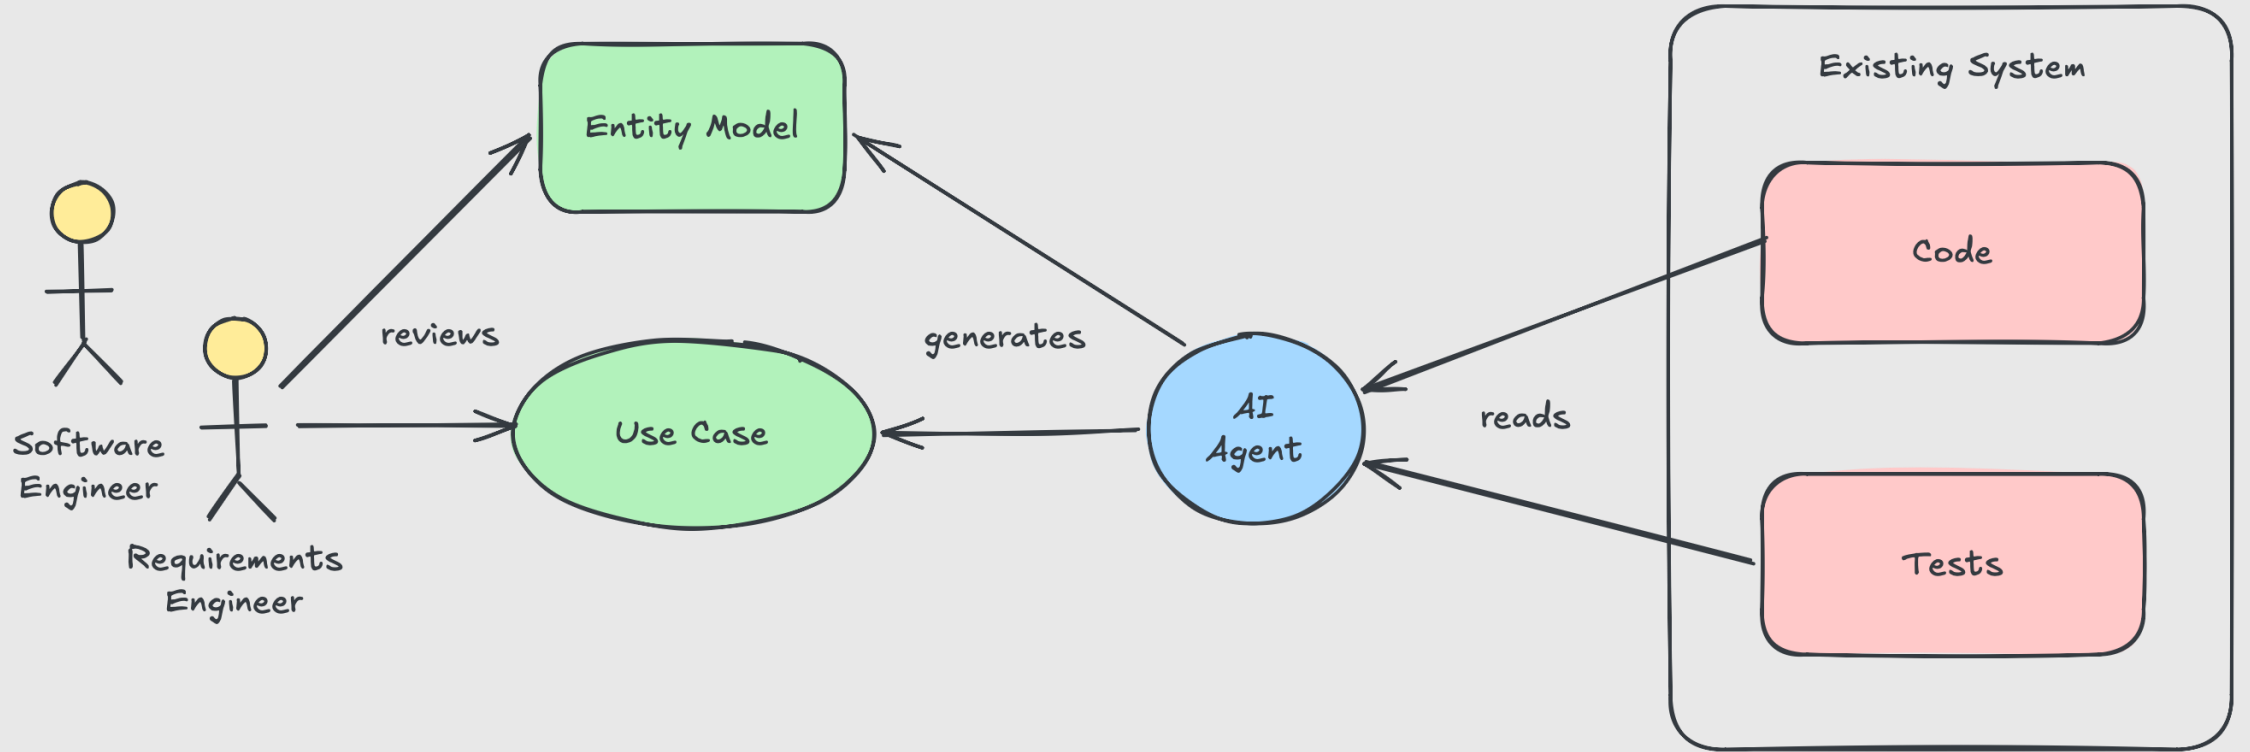 Existing System
Entity Model
Code
reviews
generates
AI
Agent
reads
Use Case
Software
Engineer
Requirements
Engineer
Tests